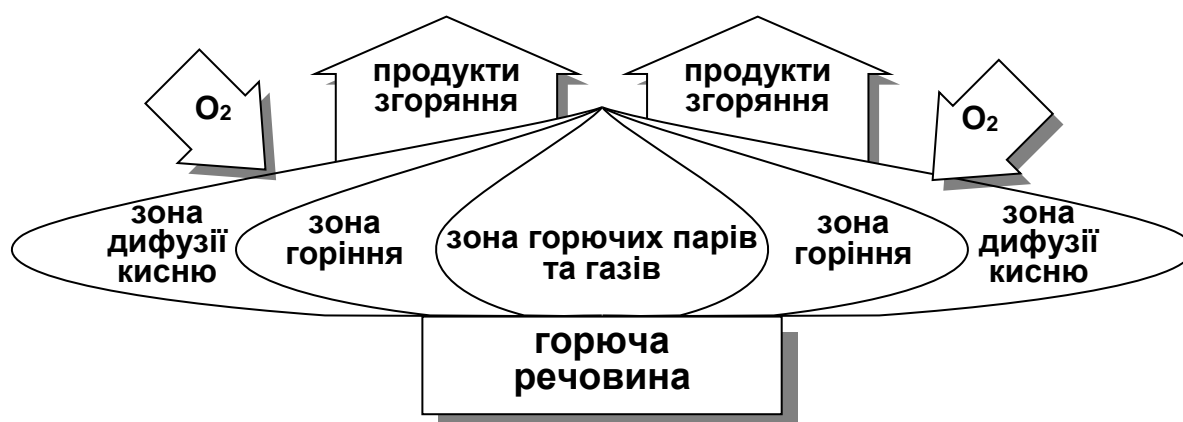 продукти
згоряння
продукти
згоряння
O2
O2
зона
дифузії
кисню
зона
горіння
зона горючих парів
та газів
зона
горіння
зона
дифузії
кисню
горюча
речовина